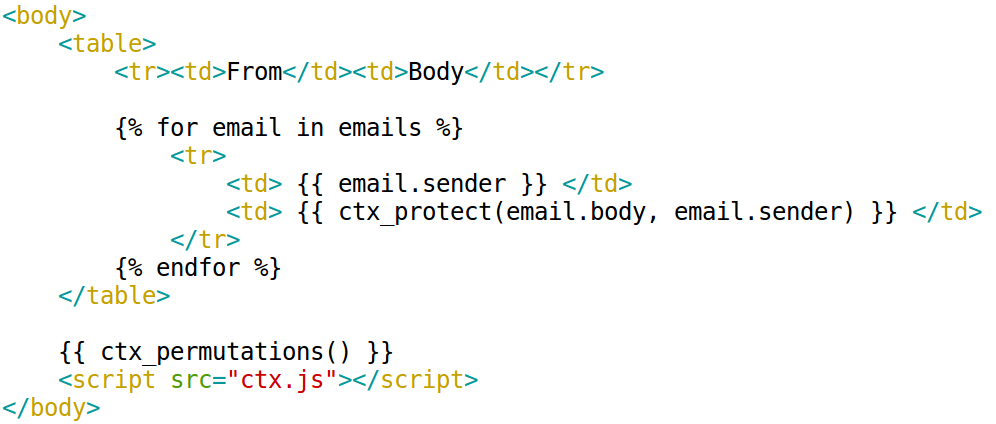 <body>
    <table>
        <tr><td>From</td><td>Body</td></tr>

        {% for email in emails %}
            <tr>
                <td> {{ email.sender }} </td>
                <td> {{ ctx_protect(email.body, email.sender) }} </td>
            </tr>
        {% endfor %}
    </table>

    {{ ctx_permutations() }}
    <script src="ctx.js"></script>
</body>